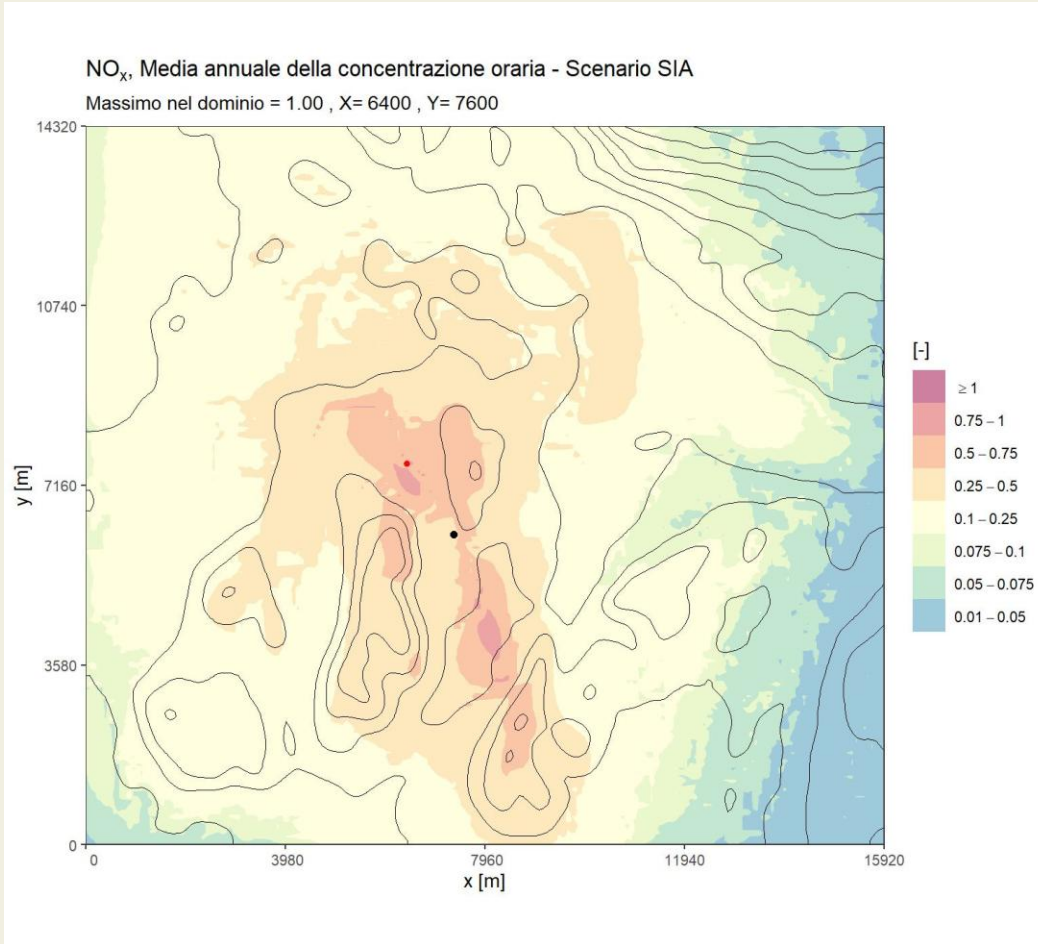 NOₓ, Media annuale della concentrazione oraria - Scenario SIA
Massimo nel dominio = 1.00 , X= 6400 , Y= 7600
14320
10740
7160
3580
0
y [m]
0 3980 7960 11940 15920
x [m]
[-]
≥ 1
0.75 – 1
0.5 – 0.75
0.25 – 0.5
0.1 – 0.25
0.075 – 0.1
0.05 – 0.075
0.01 – 0.05